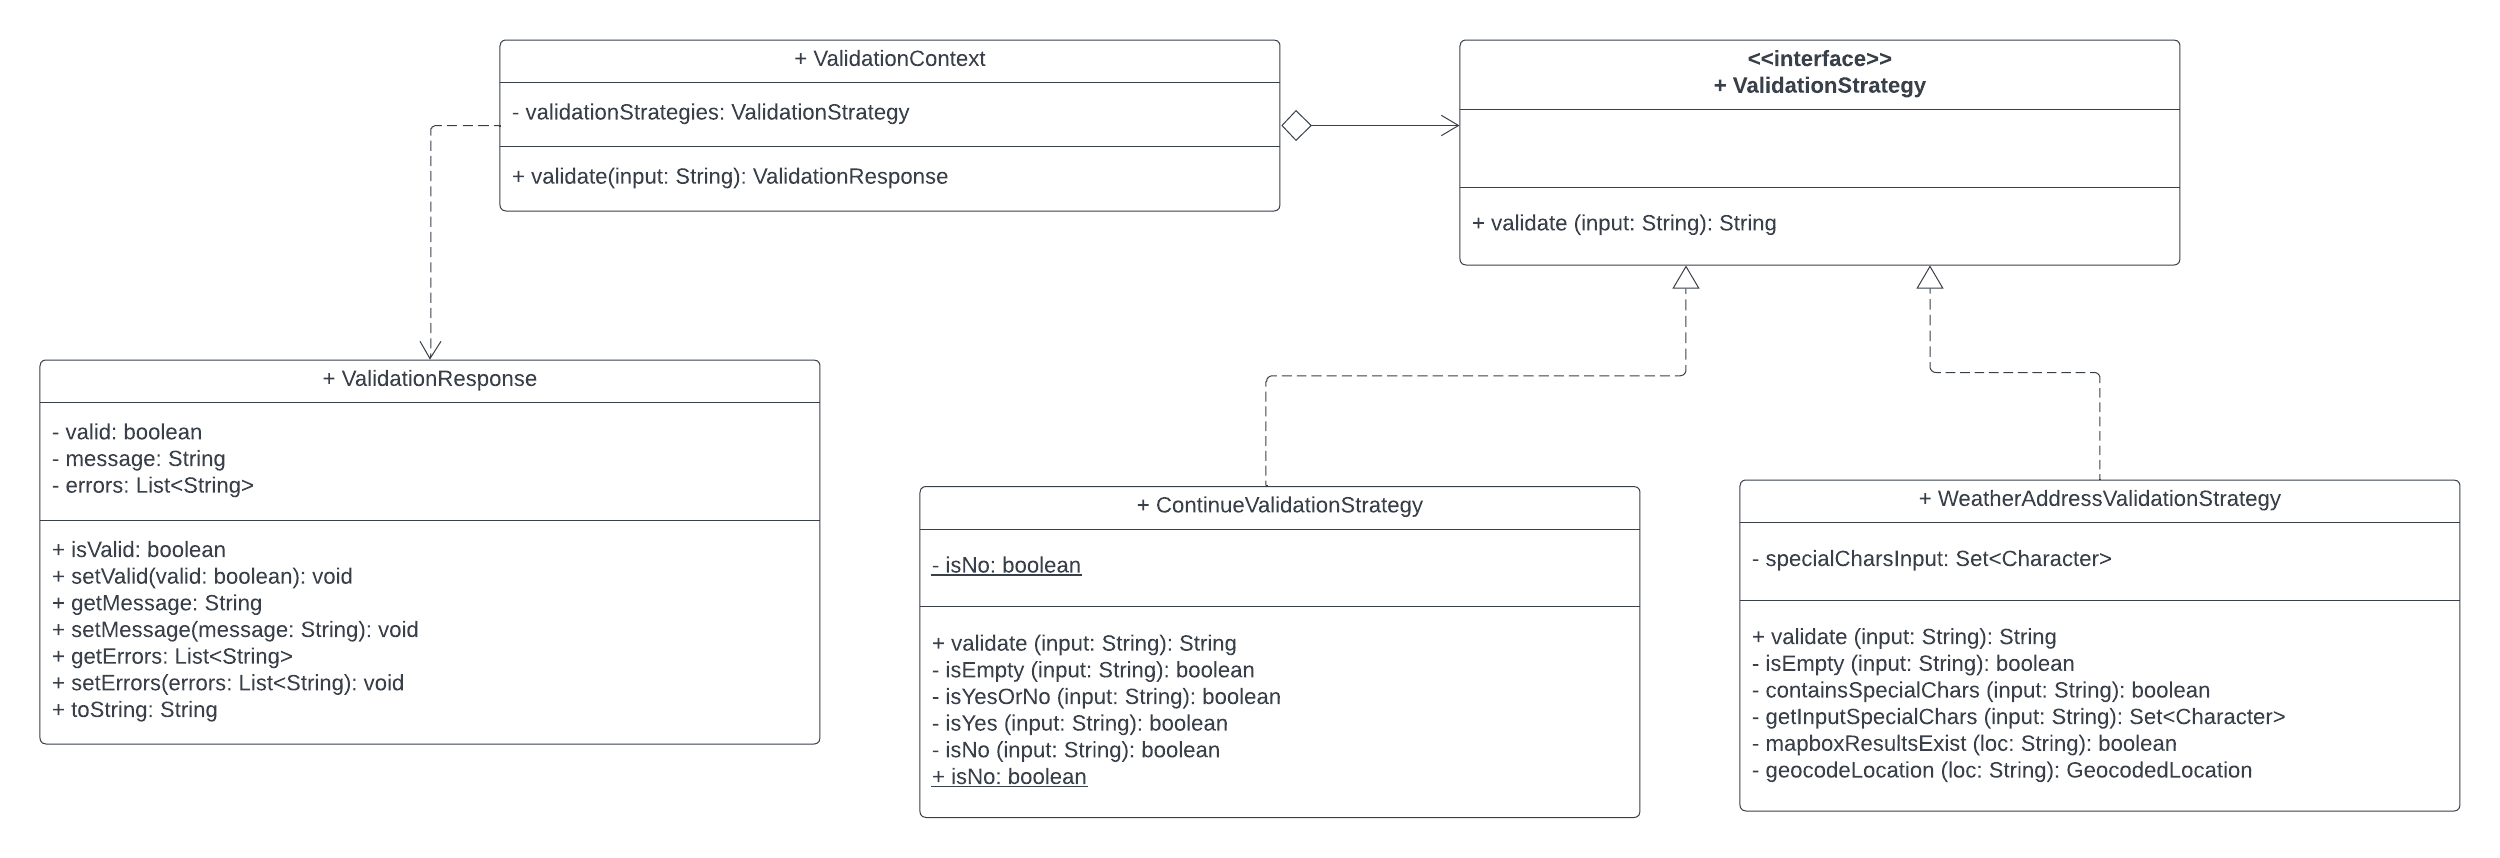 + ValidationContext
- validationStrategies: ValidationStrategy
+ validate(input: String): ValidationResponse
<<interface>>
+ ValidationStrategy
+ validate (input: String): String
+ ValidationResponse
- valid: boolean
- message: String
- errors: List<String>
+ isValid: boolean
+ setValid(valid: boolean): void
+ getMessage: String
+ setMessage(message: String): void
+ getErrors: List<String>
+ setErrors(errors: List<String): void
+ toString: String
+ ContinueValidationStrategy
- isNo: boolean
+ validate (input: String): String
- isEmpty (input: String): boolean
- isYesOrNo (input: String): boolean
- isYes (input: String): boolean
- isNo (input: String): boolean
+ isNo: boolean
+ WeatherAddressValidationStrategy
- specialCharsInput: Set<Character>
+ validate (input: String): String
- isEmpty (input: String): boolean
- containsSpecialChars (input: String): boolean
- getInputSpecialChars (input: String): Set<Character>
- mapboxResultsExist (loc: String): boolean
- geocodeLocation (loc: String): GeocodedLocation